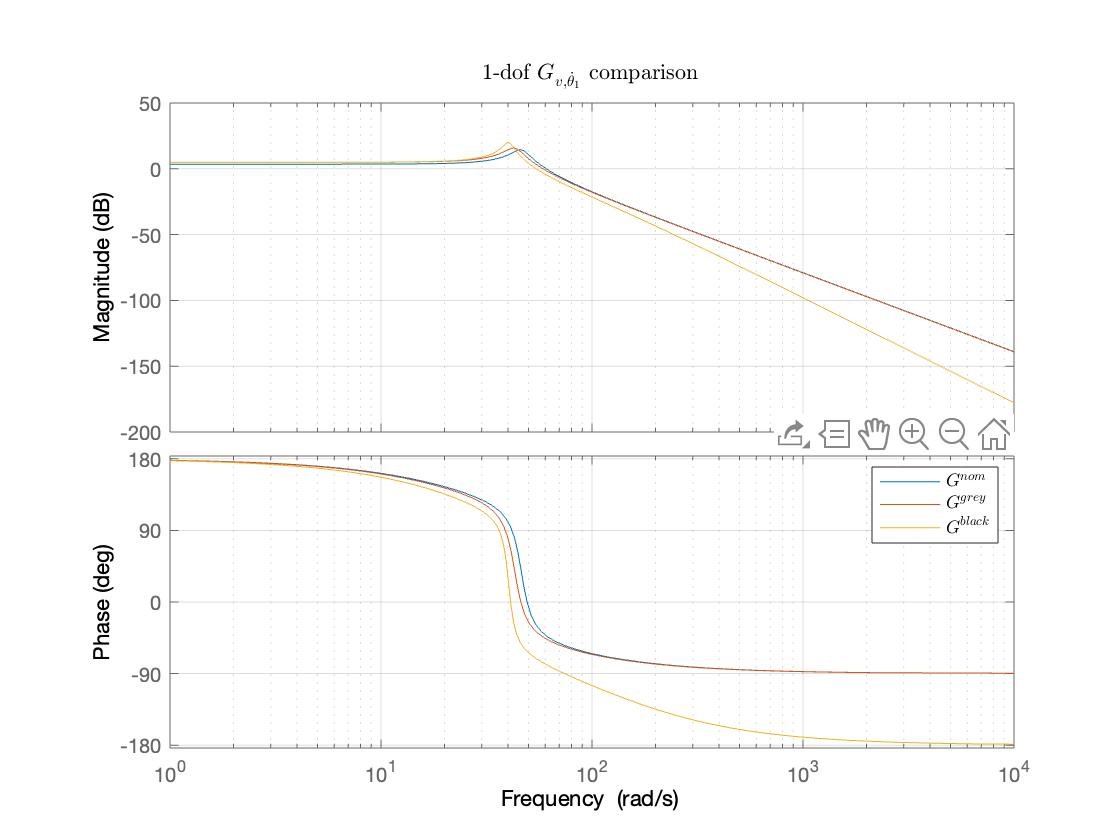 1-dof G_{v,θ̇_1} comparison
50
0
-50
-100
-150
-200
Magnitude (dB)
180
90
0
-90
-180
Phase (deg)
G^{nom}
G^{grey}
G^{black}
10^0
10^1
10^2
10^3
10^4
Frequency (rad/s)